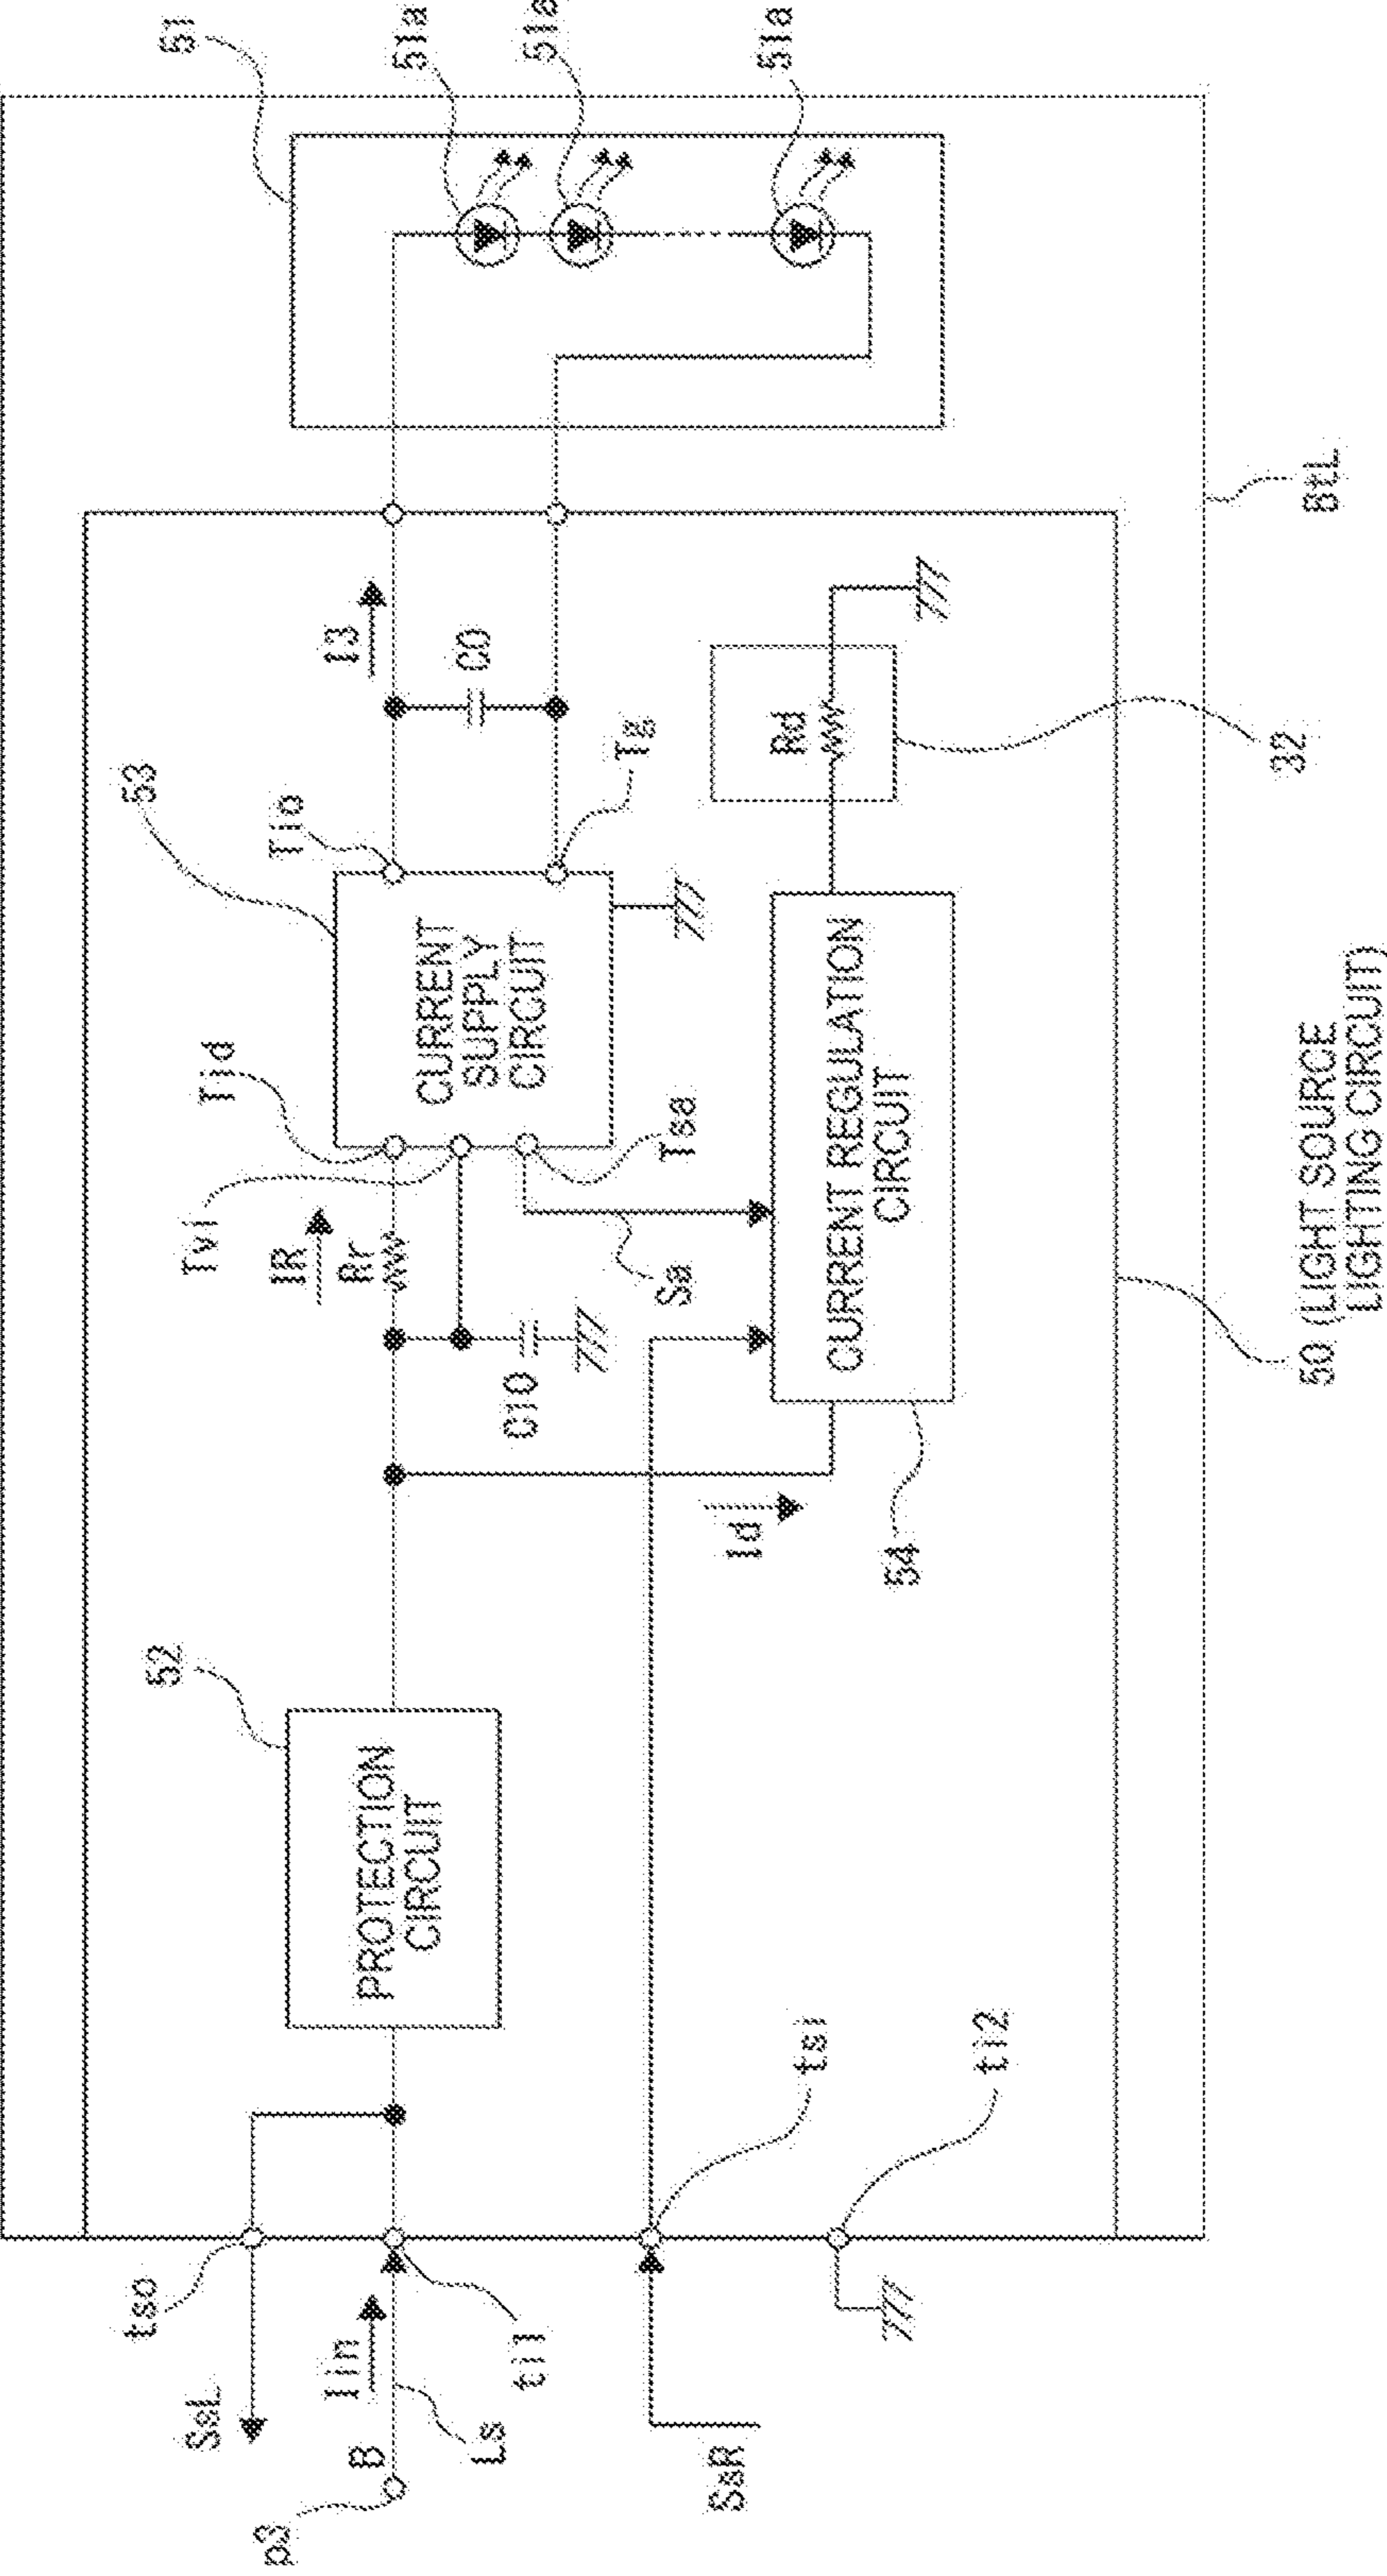 51
51a
51a
51a
53
I3
C0
Tio
Tg
Rd
32
8tL
CURRENT
SUPPLY
CIRCUIT
Tid
Tvi
Tsa
IR
Rr
Sa
C10
CURRENT REGULATION
CIRCUIT
Id
54
50 (LIGHT SOURCE
LIGHTING CIRCUIT)
52
PROTECTION
CIRCUIT
tsi
ti2
tso
SsL
Iin
ti1
B
Ls
p3
SsR